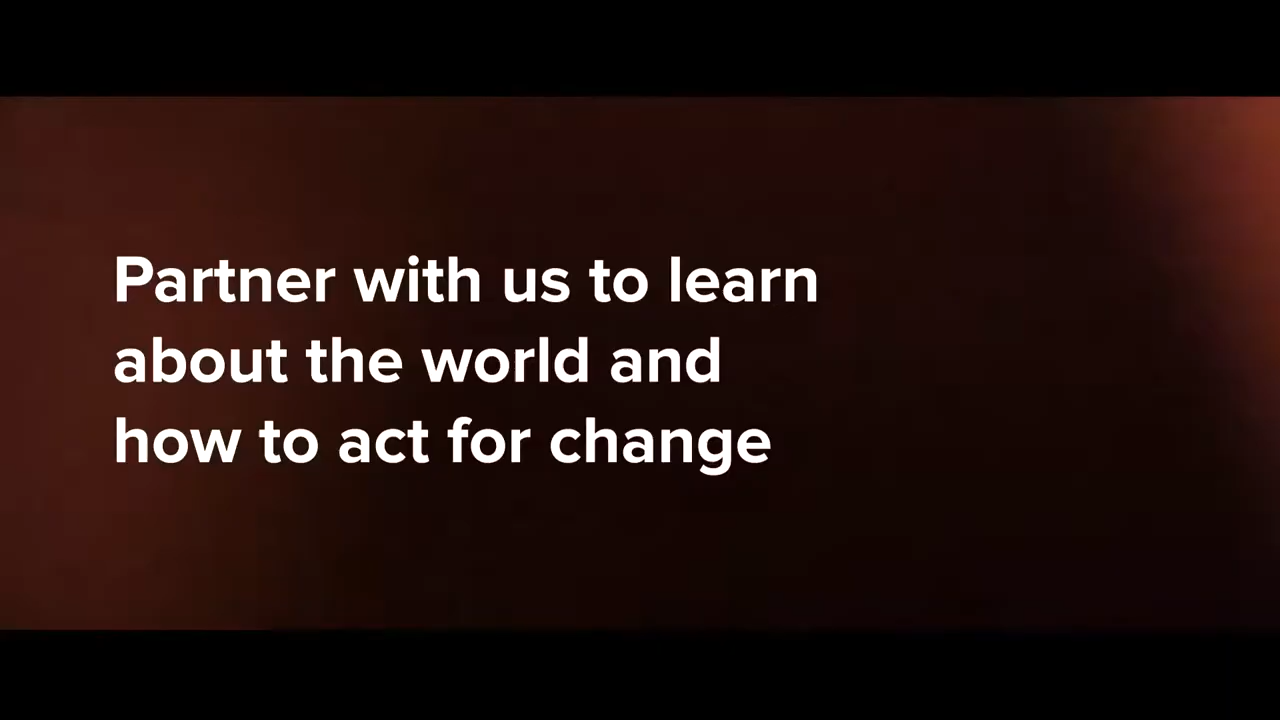 Partner with us to learn
about the world and
how to act for change